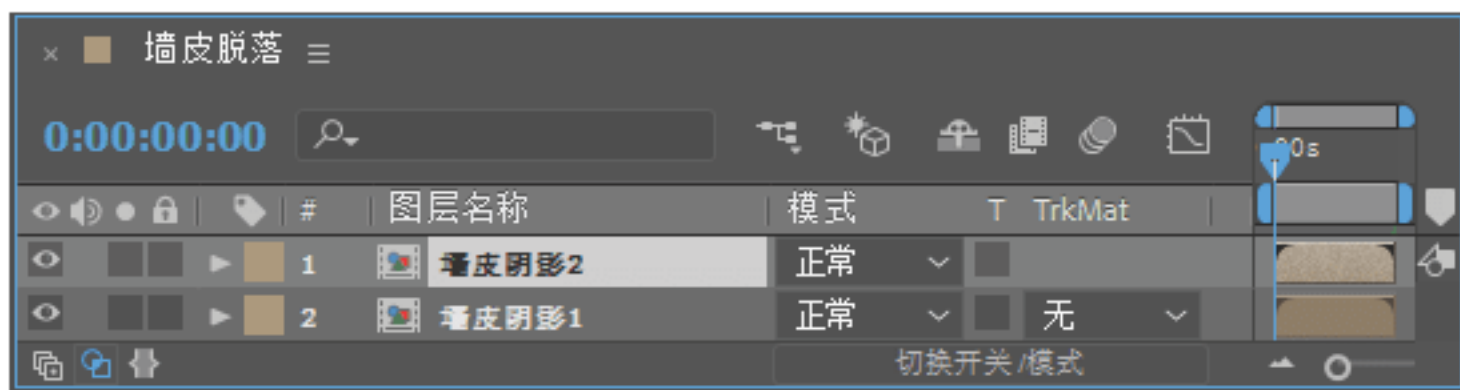 × 墙皮脱落 ≡
0:00:00:00
00s
# 图层名称 模式 T TrkMat
1 墙皮阴影2 正常
2 墙皮阴影1 正常 无
切换开关/模式